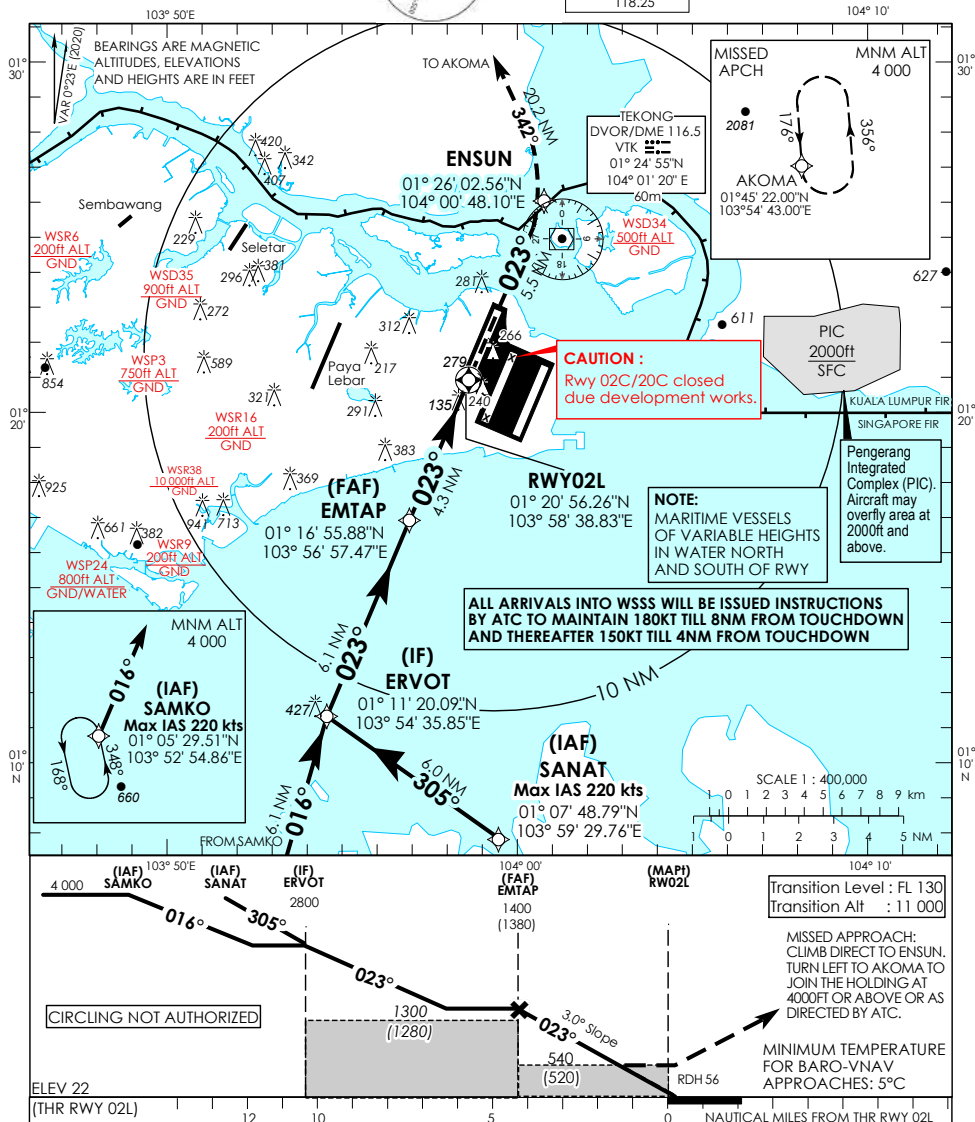 118.25
103° 50'E
104° 10'
01°
30'
01°
30'
VAR 0°23'E (2020)
BEARINGS ARE MAGNETIC
ALTITUDES, ELEVATIONS
AND HEIGHTS ARE IN FEET
TO AKOMA
20.2 NM
342°
MISSED
APCH
MNM ALT
4 000
2081
176°
356°
AKOMA
01°45' 22.00"N
103°54' 43.00"E
TEKONG
DVOR/DME 116.5
VTK
01° 24' 55"N
104° 01' 20" E
60m
ENSUN
01° 26' 02.56"N
104° 00' 48.10"E
420
342
407
Sembawang
229
Seletar
WSR6
200ft ALT
GND
WSD34
500ft ALT
GND
0
9
18
27
023°
5.5 NM
WSD35
900ft ALT
GND
296
381
281
627
272
312
266
611
PIC
2000ft
SFC
WSP3
750ft ALT
GND
589
217
279
Paya
Lebar
854
CAUTION :
Rwy 02C/20C closed
due development works.
321
291
135
240
KUALA LUMPUR FIR
SINGAPORE FIR
01°
20'
01°
20'
WSR16
200ft ALT
GND
383
WSR38
10 000ft ALT
GND
369
925
941
713
661
382
WSR9
200ft ALT
GND
WSP24
800ft ALT
GND/WATER
023°
4.3 NM
(FAF)
EMTAP
01° 16' 55.88"N
103° 56' 57.47"E
RWY02L
01° 20' 56.26"N
103° 58' 38.83"E
NOTE:
MARITIME VESSELS
OF VARIABLE HEIGHTS
IN WATER NORTH
AND SOUTH OF RWY
Pengerang
Integrated
Complex (PIC).
Aircraft may
overfly area at
2000ft and
above.
ALL ARRIVALS INTO WSSS WILL BE ISSUED INSTRUCTIONS
BY ATC TO MAINTAIN 180KT TILL 8NM FROM TOUCHDOWN
AND THEREAFTER 150KT TILL 4NM FROM TOUCHDOWN
MNM ALT
4 000
016°
(IAF)
SAMKO
Max IAS 220 kts
01° 05' 29.51"N
103° 52' 54.86"E
168°
348°
660
6.1 NM
023°
(IF)
ERVOT
01° 11' 20.09"N
103° 54' 35.85"E
427
10 NM
01°
10'
N
01°
10'
N
(IAF)
SANAT
Max IAS 220 kts
01° 07' 48.79"N
103° 59' 29.76"E
6.0 NM
305°
6.1 NM
016°
FROM SAMKO
SCALE 1 : 400,000
1 0 1 2 3 4 5 6 7 8 9 km
1 0 1 2 3 4 5 NM
103° 50'E
104° 00'
104° 10'
(IAF)
SAMKO
(IAF)
SANAT
(IF)
ERVOT
2800
(FAF)
EMTAP
1400
(1380)
(MAPt)
RW02L
4 000
016°
305°
023°
1300
(1280)
023°
3.0° Slope
540
(520)
RDH 56
Transition Level : FL 130
Transition Alt : 11 000
MISSED APPROACH:
CLIMB DIRECT TO ENSUN.
TURN LEFT TO AKOMA TO
JOIN THE HOLDING AT
4000FT OR ABOVE OR AS
DIRECTED BY ATC.
MINIMUM TEMPERATURE
FOR BARO-VNAV
APPROACHES: 5°C
CIRCLING NOT AUTHORIZED
ELEV 22
(THR RWY 02L)
12 10 5 0
NAUTICAL MILES FROM THR RWY 02L